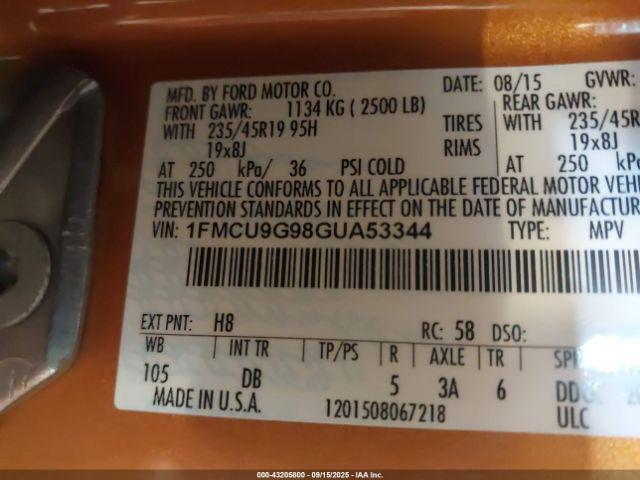 MFD. BY FORD MOTOR CO.
DATE: 08/15 GVWR:
FRONT GAWR: 1134 KG ( 2500 LB) REAR GAWR:
WITH 235/45R19 95H TIRES WITH 235/45R
19x8J RIMS 19x8J
AT 250 kPa/ 36 PSI COLD AT 250
THIS VEHICLE CONFORMS TO ALL APPLICABLE FEDERAL MOTOR
PREVENTION STANDARDS IN EFFECT ON THE DATE OF
VIN: 1FMCU9G98GUA53344 TYPE: MPV
EXT PNT: H8 RC: 58 DSO:
WB INT TR TP/PS R AXLE TR
105 DB 5 3A 6
MADE IN U.S.A. 1201508067218 ULC
000-43205800 - 09/15/2025 - IAA Inc.